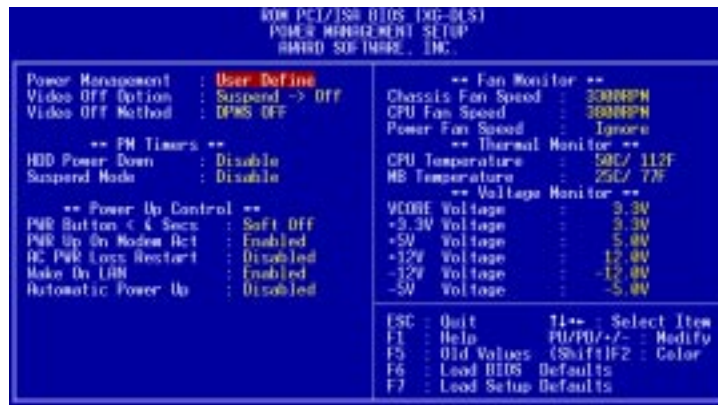 ROM PCI/ISA BIOS (XG-DLS)
POWER MANAGEMENT SETUP
AWARD SOFTWARE, INC.
Power Management : User Define
Video Off Option : Suspend -> Off
Video Off Method : DPMS OFF
** PM Timers **
HDD Power Down : Disable
Suspend Mode : Disable
** Power Up Control **
PWR Button < 4 Secs : Soft Off
PWR Up On Modem Act : Enabled
AC PWR Loss Restart : Disabled
Wake On LAN : Enabled
Automatic Power Up : Disabled
** Fan Monitor **
Chassis Fan Speed : 3300RPM
CPU Fan Speed : 3800RPM
Power Fan Speed : Ignore
** Thermal Monitor **
CPU Temperature : 50C/ 112F
MB Temperature : 25C/ 77F
** Voltage Monitor **
VCORE Voltage : 3.3V
+3.3V Voltage : 3.3V
+5V Voltage : 5.0V
+12V Voltage : 12.0V
-12V Voltage : -12.0V
-5V Voltage : -5.0V
ESC : Quit ↑↓→← : Select Item
F1 : Help PU/PD/+/- : Modify
F5 : Old Values (Shift)F2 : Color
F6 : Load BIOS Defaults
F7 : Load Setup Defaults